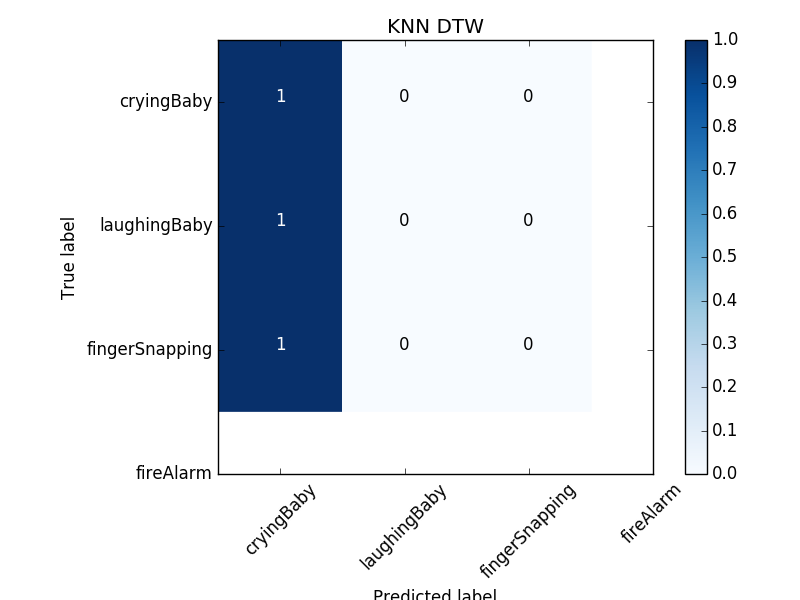 KNN DTW
cryingBaby 1 0 0
laughingBaby 1 0 0
fingerSnapping 1 0 0
fireAlarm
True label
cryingBaby laughingBaby fingerSnapping fireAlarm
Predicted label
1.0
0.9
0.8
0.7
0.6
0.5
0.4
0.3
0.2
0.1
0.0